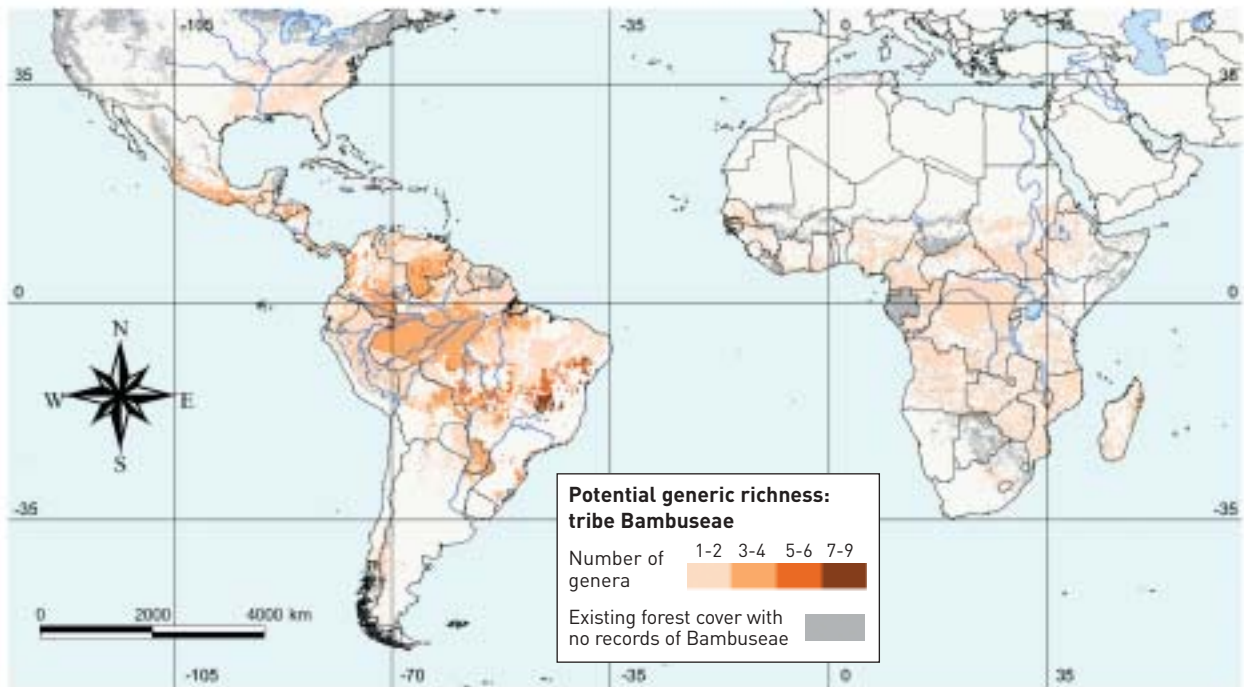 -105
-70
-35
0
35
35
35
N
W E
S
0
0
-35
-35
Potential generic richness:
tribe Bambuseae
Number of
genera
1-2 3-4 5-6 7-9
Existing forest cover with
no records of Bambuseae
0 2000 4000 km
-105
-70
-35
0
35